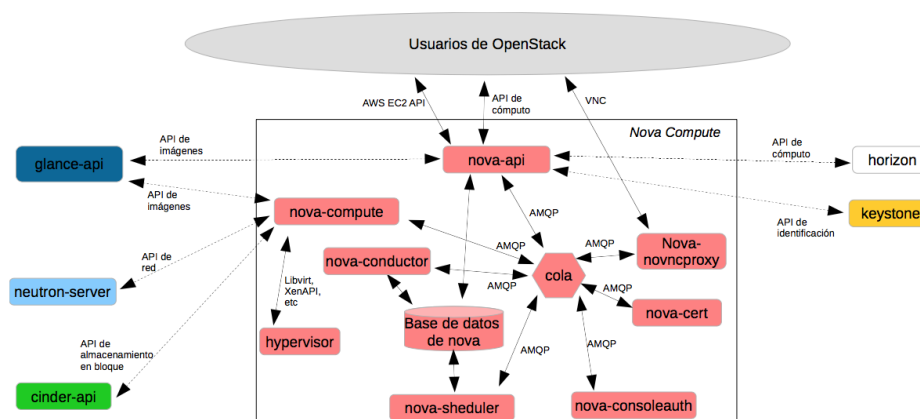 Usuarios de OpenStack
AWS EC2 API
API de
cómputo
VNC
Nova Compute
API de
imágenes
API de
cómputo
glance-api
nova-api
horizon
API de
imágenes
nova-compute
AMQP
keystone
API de
identificación
AMQP
AMQP
Nova-
novncproxy
API de
red
nova-conductor
AMQP
cola
Libvirt,
XenAPI,
etc
neutron-server
AMQP
nova-cert
Base de datos
de nova
hypervisor
API de
almacenamiento
en bloque
AMQP
AMQP
cinder-api
nova-sheduler
nova-consoleauth